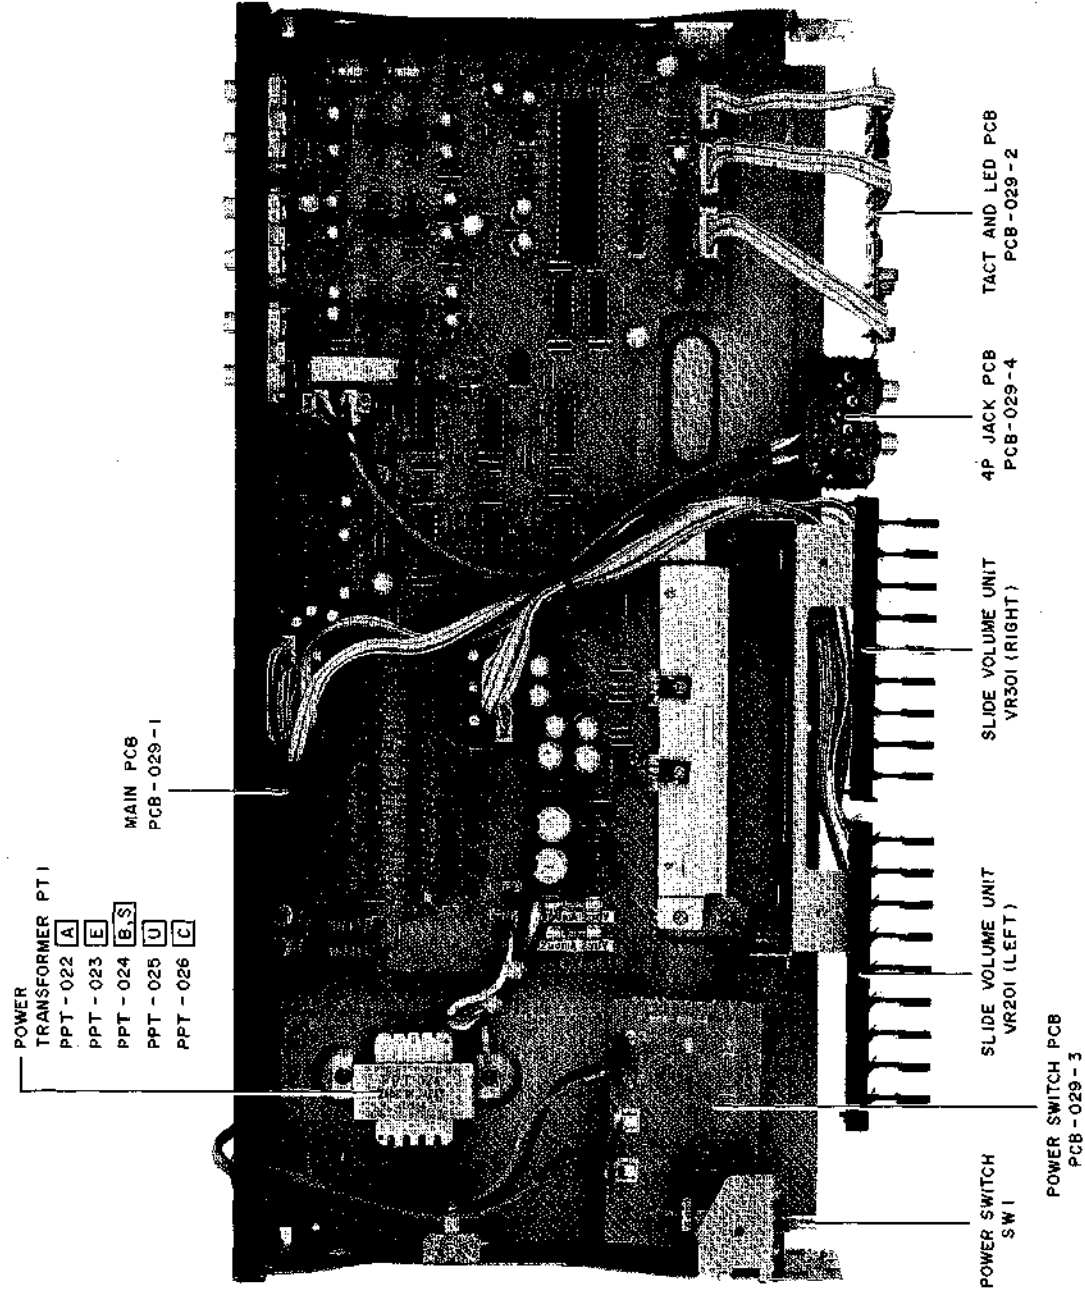 POWER
TRANSFORMER PT1
PPT-022 A
PPT-023 E
PPT-024 B,S
PPT-025 U
PPT-026 C
MAIN PCB
PCB-029-1
POWER SWITCH
SW1
POWER SWITCH PCB
PCB-029-3
SLIDE VOLUME UNIT
VR201 (LEFT)
SLIDE VOLUME UNIT
VR301 (RIGHT)
4P JACK PCB
PCB-029-4
TACT AND LED PCB
PCB-029-2